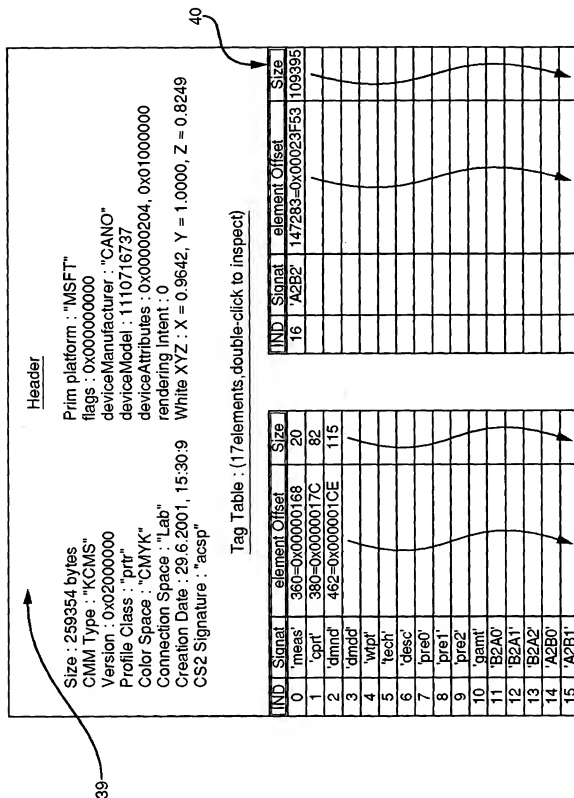 39
40
Header
Size : 259354 bytes
CMM Type : "KCMS"
Version : 0x02000000
Profile Class : "prtr"
Color Space : "CMYK"
Connection Space : "Lab"
Creation Date : 29.6.2001, 15:30:9
CS2 Signature : "acsp"
Prim platform : "MSFT"
flags : 0x000000000
deviceManufacturer : "CANO"
deviceModel : 1110716737
deviceAttributes : 0x00000204, 0x01000000
rendering Intent : 0
White XYZ : X = 0.9642, Y = 1.0000, Z = 0.8249
Tag Table : (17elements,double-click to inspect)
IND Signat element Offset Size
0 'meas' 360=0x00000168 20
1 'cprt' 380=0x0000017C 82
2 'dmnd' 462=0x000001CE 115
3 'dmdd'
4 'wtpt'
5 'tech'
6 'desc'
7 'pre0'
8 'pre1'
9 'pre2'
10 'gamt'
11 'B2A0'
12 'B2A1'
13 'B2A2'
14 'A2B0'
15 'A2B1'
IND Signat element Offset Size
16 'A2B2' 147283=0x00023F53 109395